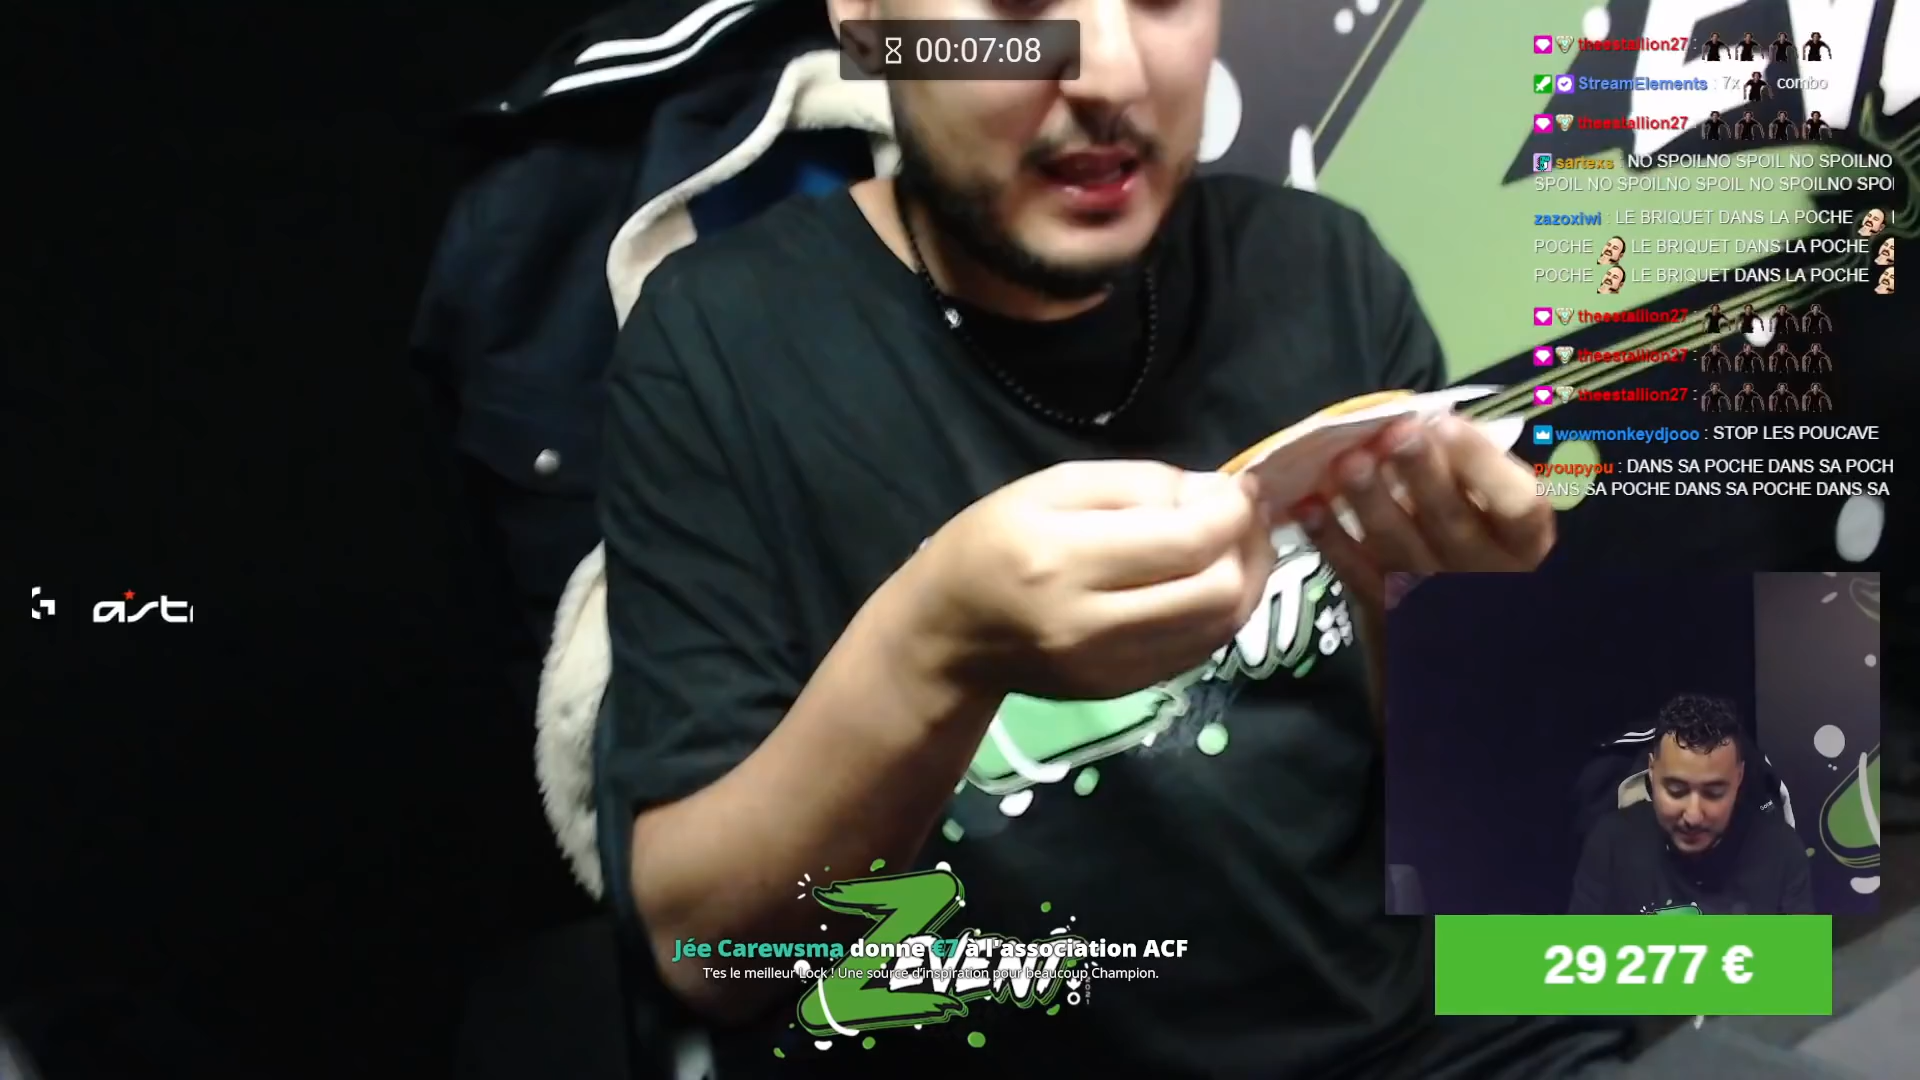 00:07:08
theestallion27 :
StreamElements : 7x combo
theestallion27 :
sartexs : NO SPOILNO SPOIL NO SPOILNO
SPOIL NO SPOILNO SPOIL NO SPOILNO SPOI
zazoxiwi : LE BRIQUET DANS LA POCHE
POCHE LE BRIQUET DANS LA POCHE
POCHE LE BRIQUET DANS LA POCHE
theestallion27 :
theestallion27 :
theestallion27 :
wowmonkeydjooo : STOP LES POUCAVE
pyoupyou : DANS SA POCHE DANS SA POCH
DANS SA POCHE DANS SA POCHE DANS SA
Jée Carewsma donne €7 à l'association ACF
T'es le meilleur Lock ! Une source d'inspiration pour beaucoup Champion.
ZEVENT
2021
29 277 €